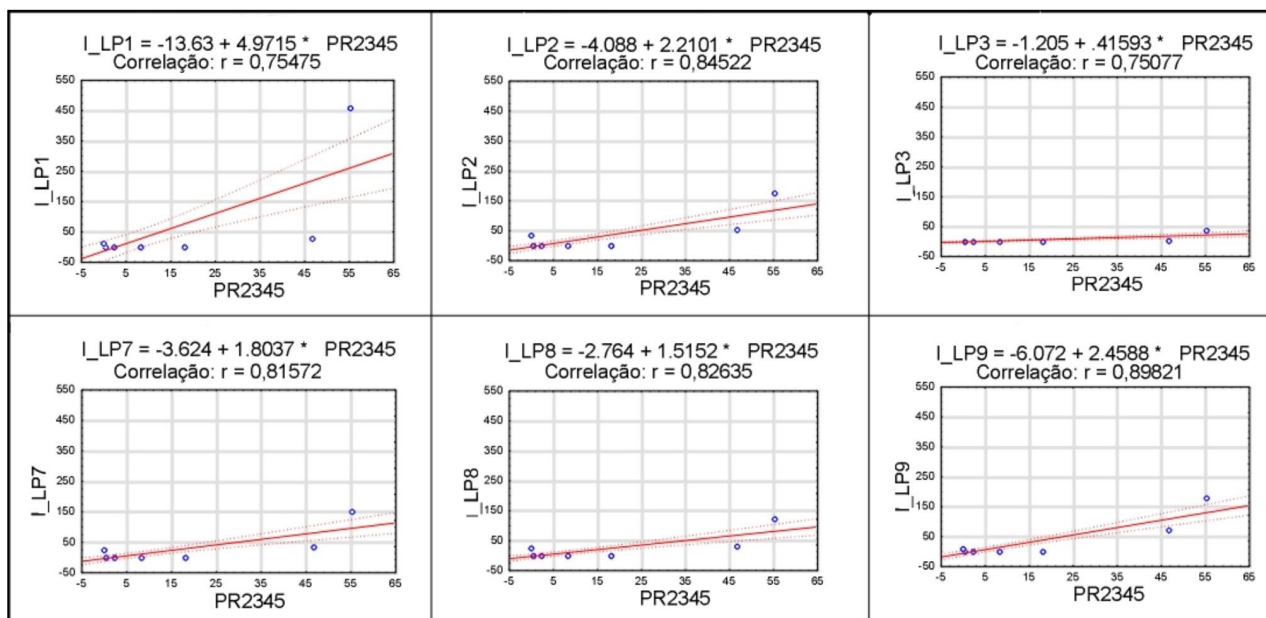 I_LP1 = -13.63 + 4.9715 * PR2345
Correlação: r = 0,75475
550
450
350
250
150
50
-50
I_LP1
-5 5 15 25 35 45 55 65
PR2345
I_LP2 = -4.088 + 2.2101 * PR2345
Correlação: r = 0,84522
550
450
350
250
150
50
-50
I_LP2
-5 5 15 25 35 45 55 65
PR2345
I_LP3 = -1.205 + .41593 * PR2345
Correlação: r = 0,75077
550
450
350
250
150
50
-50
I_LP3
-5 5 15 25 35 45 55 65
PR2345
I_LP7 = -3.624 + 1.8037 * PR2345
Correlação: r = 0,81572
550
450
350
250
150
50
-50
I_LP7
-5 5 15 25 35 45 55 65
PR2345
I_LP8 = -2.764 + 1.5152 * PR2345
Correlação: r = 0,82635
550
450
350
250
150
50
-50
I_LP8
-5 5 15 25 35 45 55 65
PR2345
I_LP9 = -6.072 + 2.4588 * PR2345
Correlação: r = 0,89821
550
450
350
250
150
50
-50
I_LP9
-5 5 15 25 35 45 55 65
PR2345